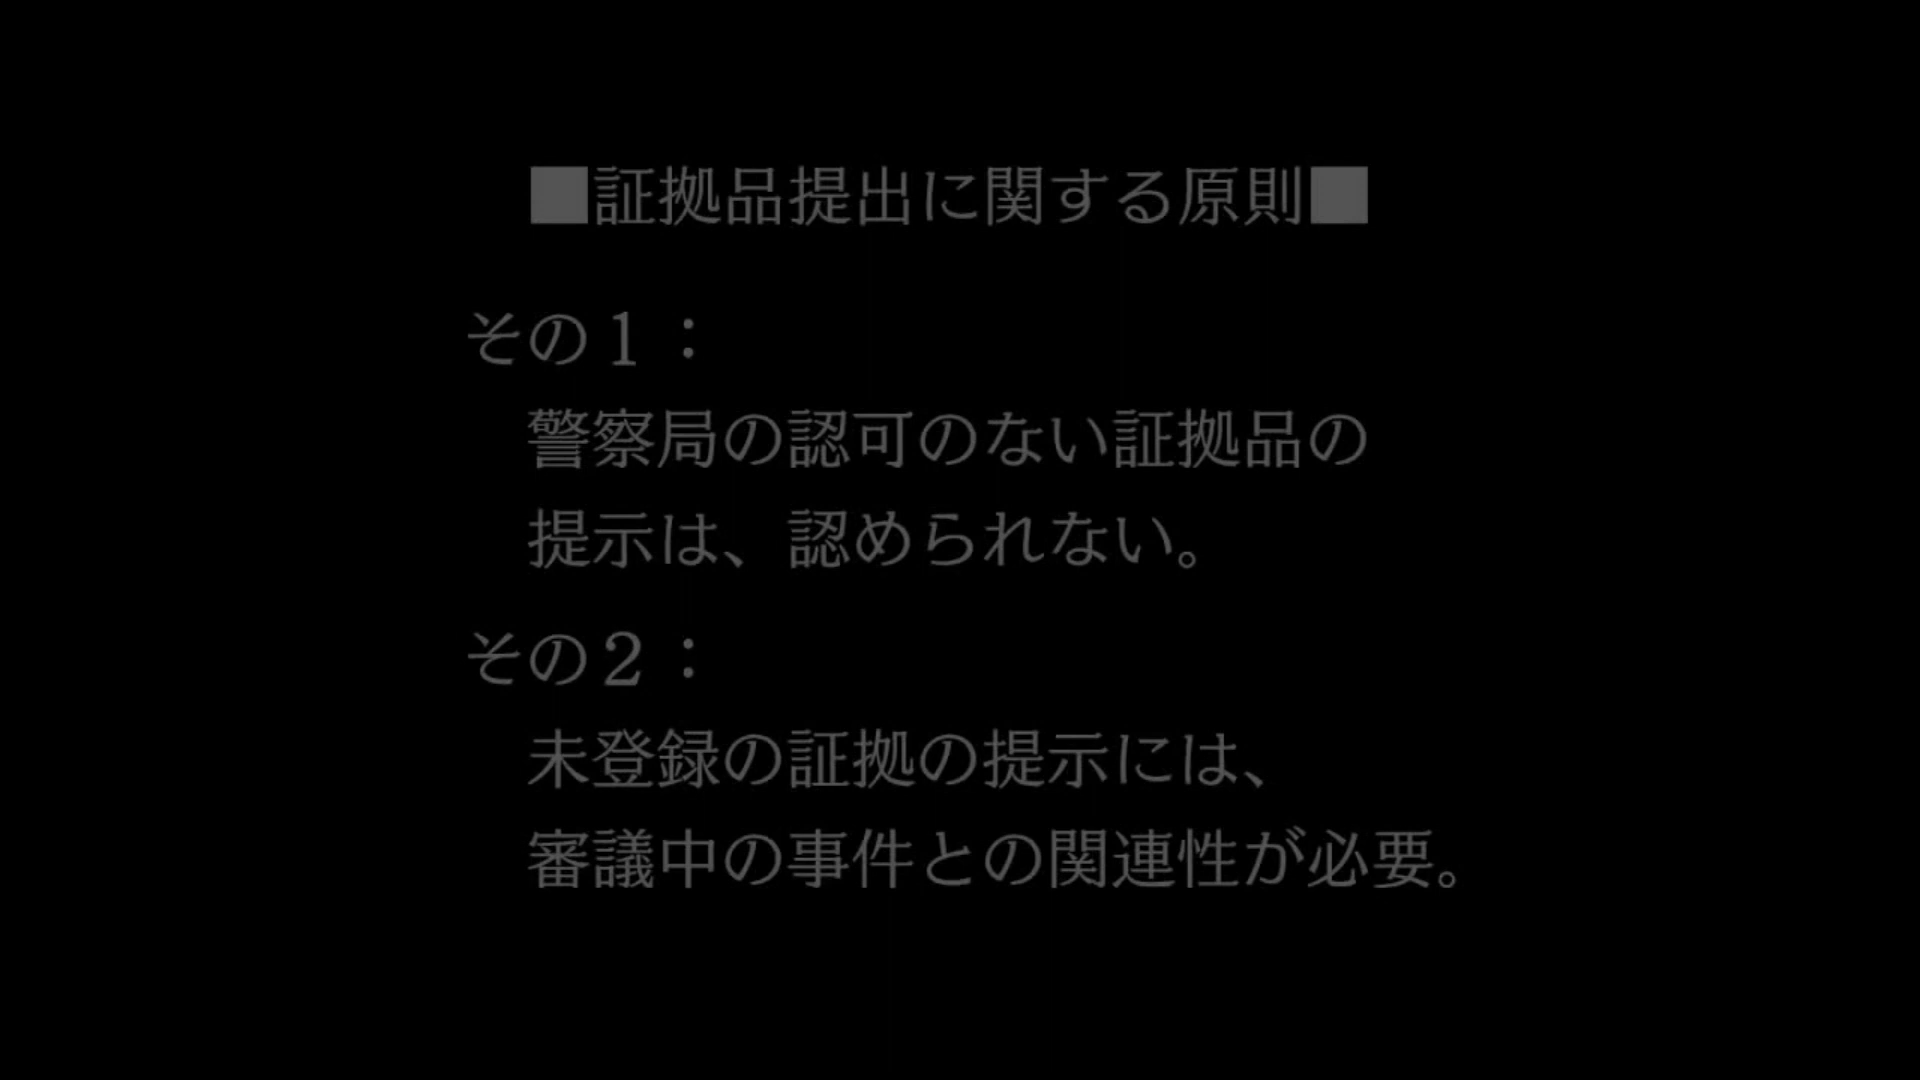 ■証拠品提出に関する原則■
その１：
警察局の認可のない証拠品の
提示は、認められない。
その２：
未登録の証拠の提示には、
審議中の事件との関連性が必要。